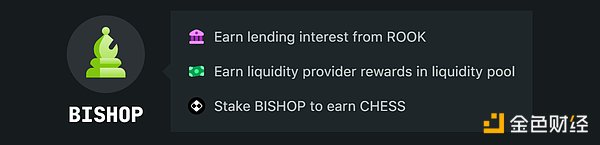 Earn lending interest from ROOK
Earn liquidity provider rewards in liquidity pool
Stake BISHOP to earn CHESS
BISHOP
金色财经